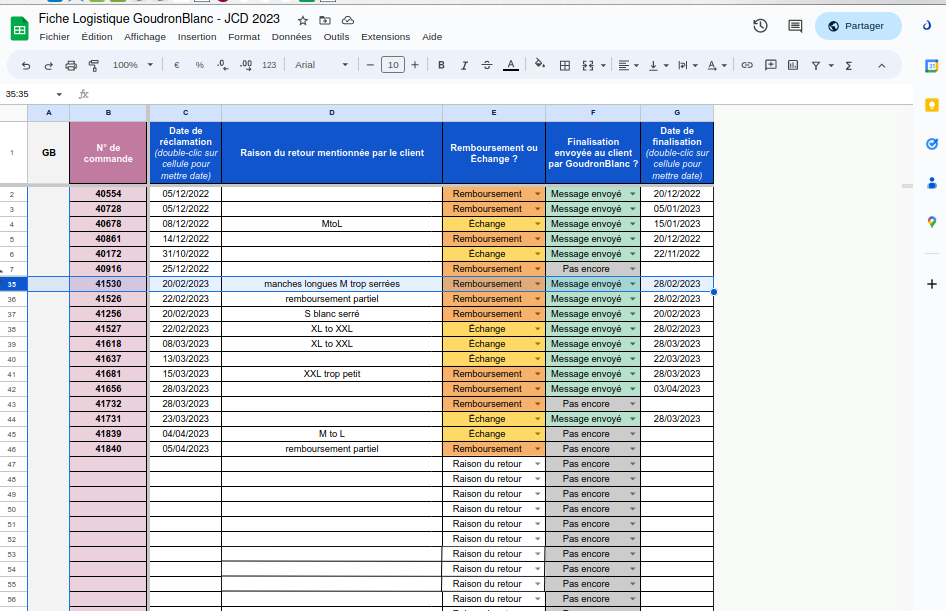 Fiche Logistique GoudronBlanc - JCD 2023
Fichier Édition Affichage Insertion Format Données Outils Extensions Aide
Partager
100% € % .0 .00 123 Arial 10 B I A
35:35 fx
A B C D E F G
1 GB N° de commande Date de réclamation (double-clic sur cellule pour mettre date) Raison du retour mentionnée par le client Remboursement ou Échange ? Finalisation envoyée au client par GoudronBlanc ? Date de finalisation (double-clic sur cellule pour mettre date)
2 40554 05/12/2022 Remboursement Message envoyé 20/12/2022
3 40728 05/12/2022 Remboursement Message envoyé 05/01/2023
4 40678 08/12/2022 MtoL Échange Message envoyé 15/01/2023
5 40861 14/12/2022 Remboursement Message envoyé 20/12/2022
6 40172 31/10/2022 Échange Message envoyé 22/11/2022
7 40916 25/12/2022 Remboursement Pas encore
35 41530 20/02/2023 manches longues M trop serrées Remboursement Message envoyé 28/02/2023
36 41526 22/02/2023 remboursement partiel Remboursement Message envoyé 28/02/2023
37 41256 20/02/2023 S blanc serré Remboursement Message envoyé 20/02/2023
38 41527 22/02/2023 XL to XXL Échange Message envoyé 28/02/2023
39 41618 08/03/2023 XL to XXL Échange Message envoyé 28/03/2023
40 41637 13/03/2023 Échange Message envoyé 22/03/2023
41 41681 15/03/2023 XXL trop petit Remboursement Message envoyé 28/03/2023
42 41656 28/03/2023 Remboursement Message envoyé 03/04/2023
43 41732 28/03/2023 Remboursement Pas encore
44 41731 23/03/2023 Échange Message envoyé 28/03/2023
45 41839 04/04/2023 M to L Échange Pas encore
46 41840 05/04/2023 remboursement partiel Remboursement Pas encore
47 Raison du retour Pas encore
48 Raison du retour Pas encore
49 Raison du retour Pas encore
50 Raison du retour Pas encore
51 Raison du retour Pas encore
52 Raison du retour Pas encore
53 Raison du retour Pas encore
54 Raison du retour Pas encore
55 Raison du retour Pas encore
56 Raison du retour Pas encore